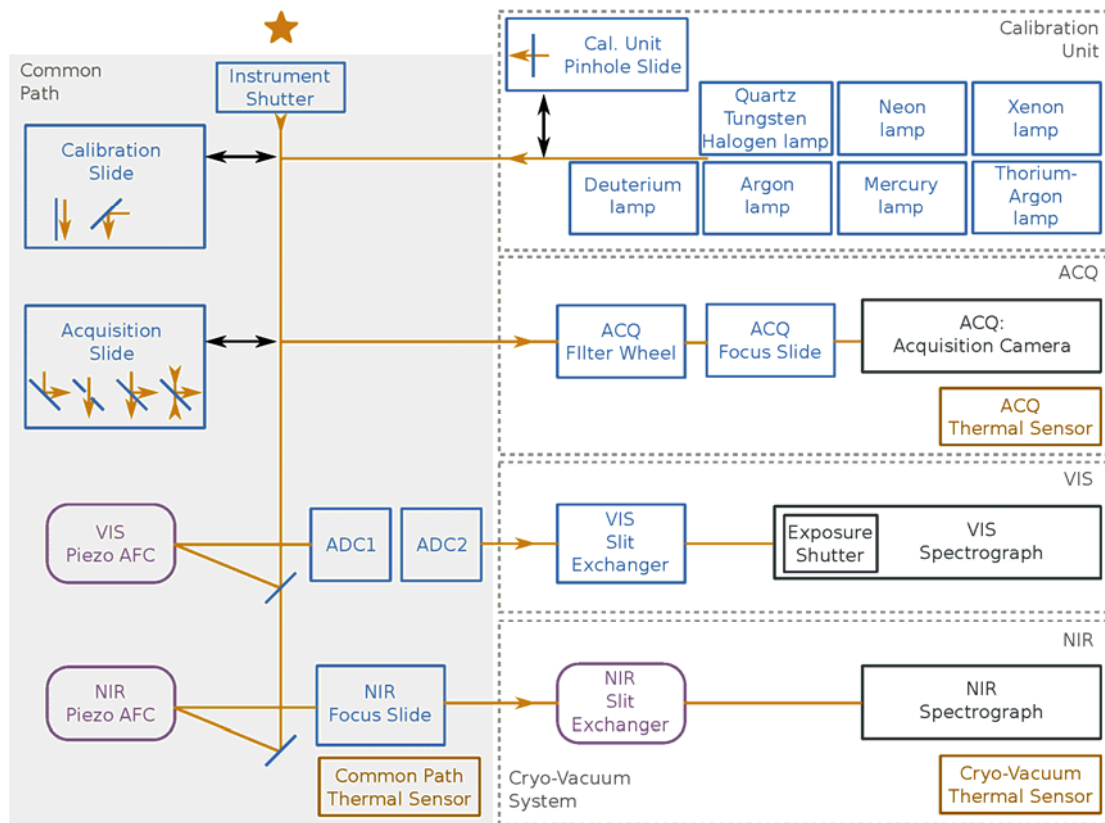 Common
Path
Instrument
Shutter
Calibration
Slide
Acquisition
Slide
VIS
Piezo AFC
ADC1
ADC2
NIR
Piezo AFC
NIR
Focus Slide
Common Path
Thermal Sensor
Calibration
Unit
Cal. Unit
Pinhole Slide
Quartz
Tungsten
Halogen lamp
Neon
lamp
Xenon
lamp
Deuterium
lamp
Argon
lamp
Mercury
lamp
Thorium-
Argon
lamp
ACQ
ACQ
FIlter Wheel
ACQ
Focus Slide
ACQ:
Acquisition Camera
ACQ
Thermal Sensor
VIS
VIS
Slit
Exchanger
Exposure
Shutter
VIS
Spectrograph
NIR
NIR
Slit
Exchanger
NIR
Spectrograph
Cryo-Vacuum
System
Cryo-Vacuum
Thermal Sensor